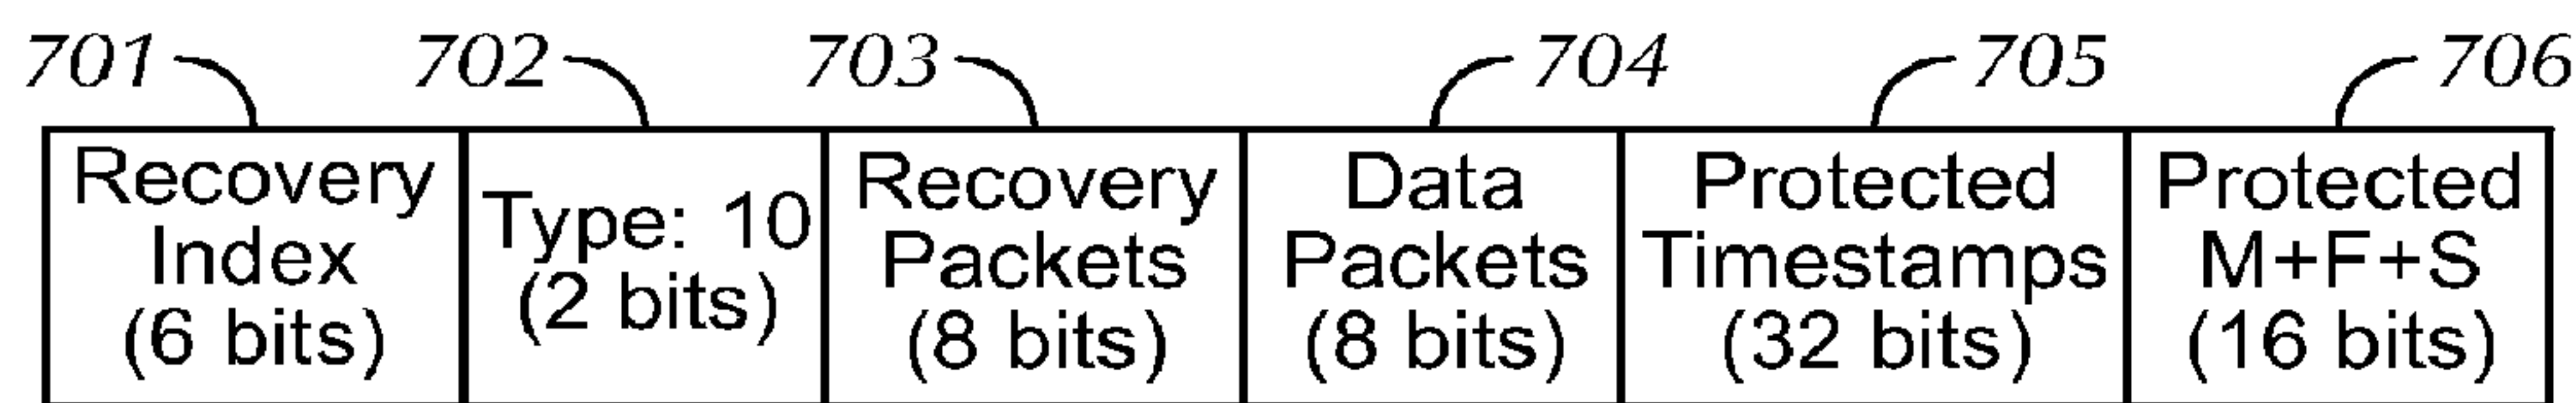 701 702 703 704 705 706
Recovery
Index
(6 bits)
Type: 10
(2 bits)
Recovery
Packets
(8 bits)
Data
Packets
(8 bits)
Protected
Timestamps
(32 bits)
Protected
M+F+S
(16 bits)